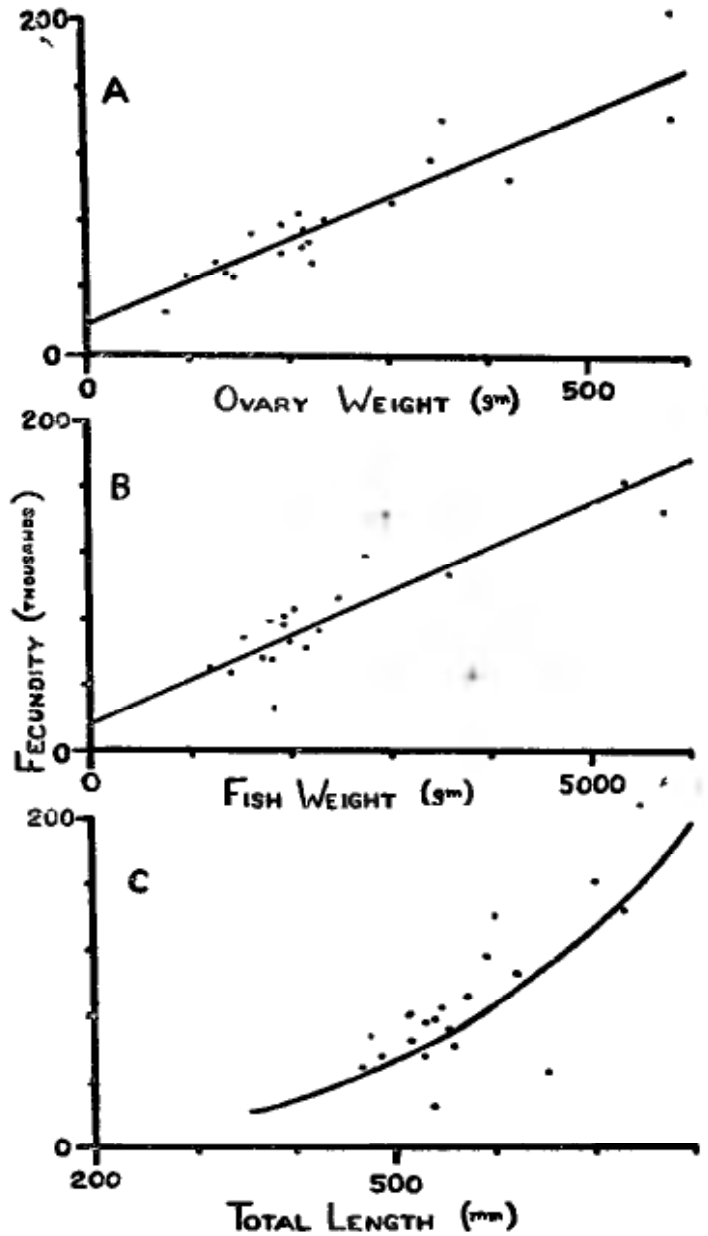 200
A
0
0 500
OVARY WEIGHT (gm)
200
B
FECUNDITY (THOUSANDS)
0
0 5000
FISH WEIGHT (gm)
200
C
0
200 500
TOTAL LENGTH (mm)